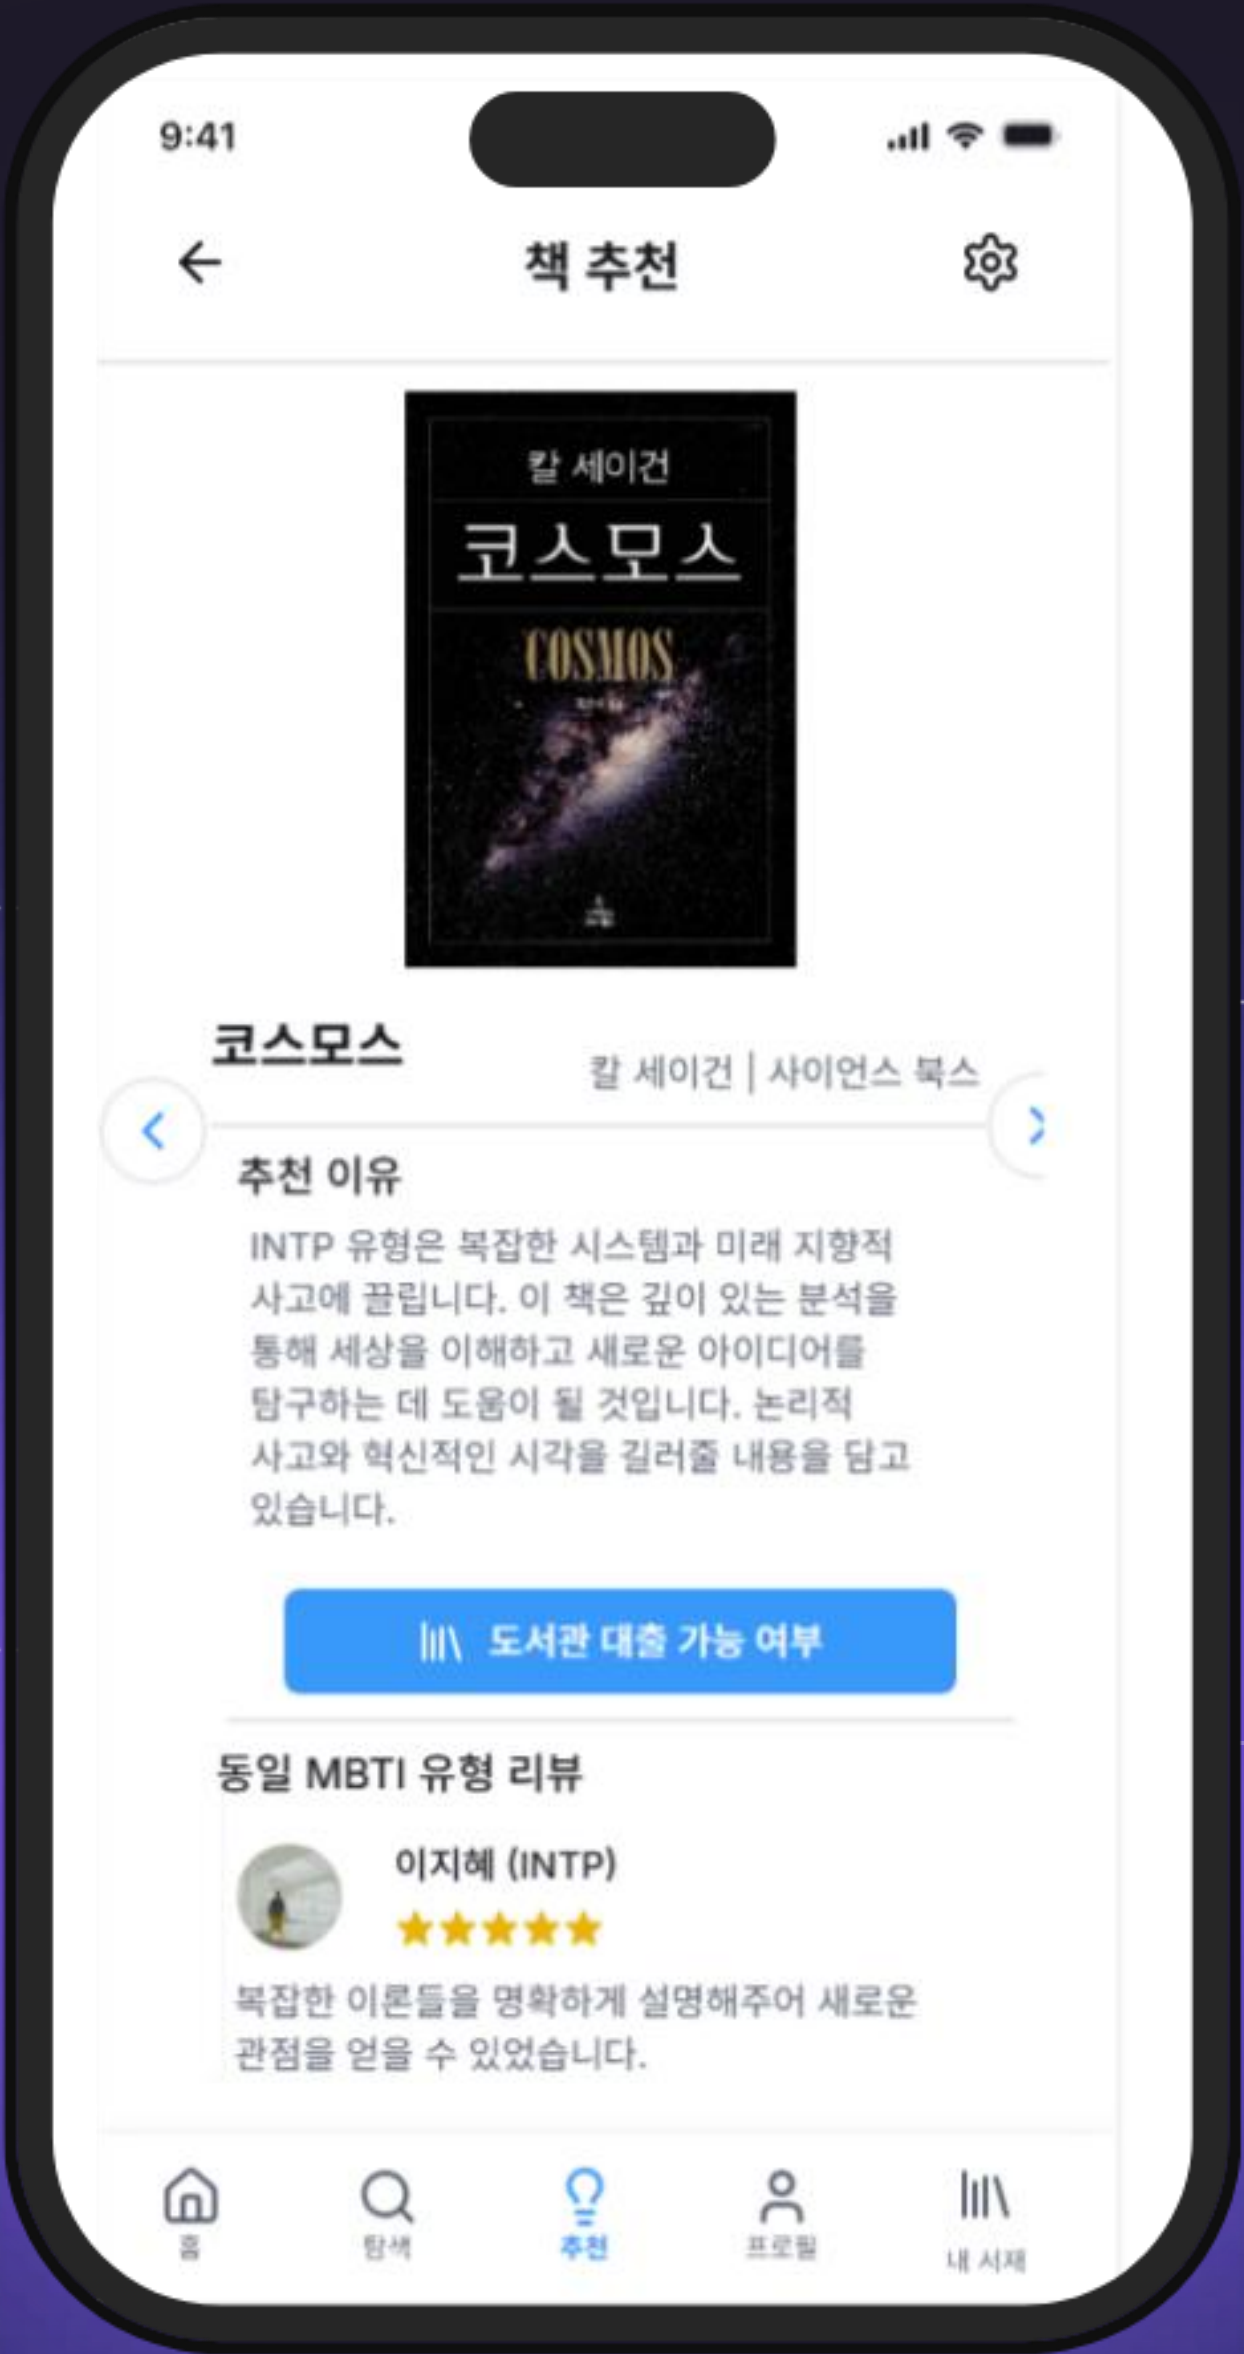 9:41
책 추천
칼 세이건
코스모스
COSMOS
코스모스
칼 세이건 | 사이언스 북스
추천 이유
INTP 유형은 복잡한 시스템과 미래 지향적
사고에 끌립니다. 이 책은 깊이 있는 분석을
통해 세상을 이해하고 새로운 아이디어를
탐구하는 데 도움이 될 것입니다. 논리적
사고와 혁신적인 시각을 길러줄 내용을 담고
있습니다.
도서관 대출 가능 여부
동일 MBTI 유형 리뷰
이지혜 (INTP)
복잡한 이론들을 명확하게 설명해주어 새로운
관점을 얻을 수 있었습니다.
홈
탐색
추천
프로필
내 서재